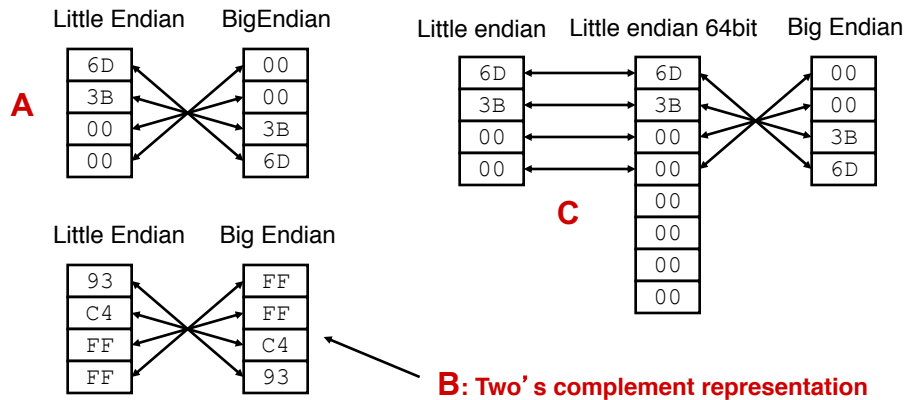 Little Endian BigEndian
6D 00
3B 00
00 3B
00 6D
A
Little endian Little endian 64bit Big Endian
6D 6D 00
3B 3B 00
00 00 3B
00 00 6D
00
00
00
00
C
Little Endian Big Endian
93 FF
C4 FF
FF C4
FF 93
B: Two's complement representation